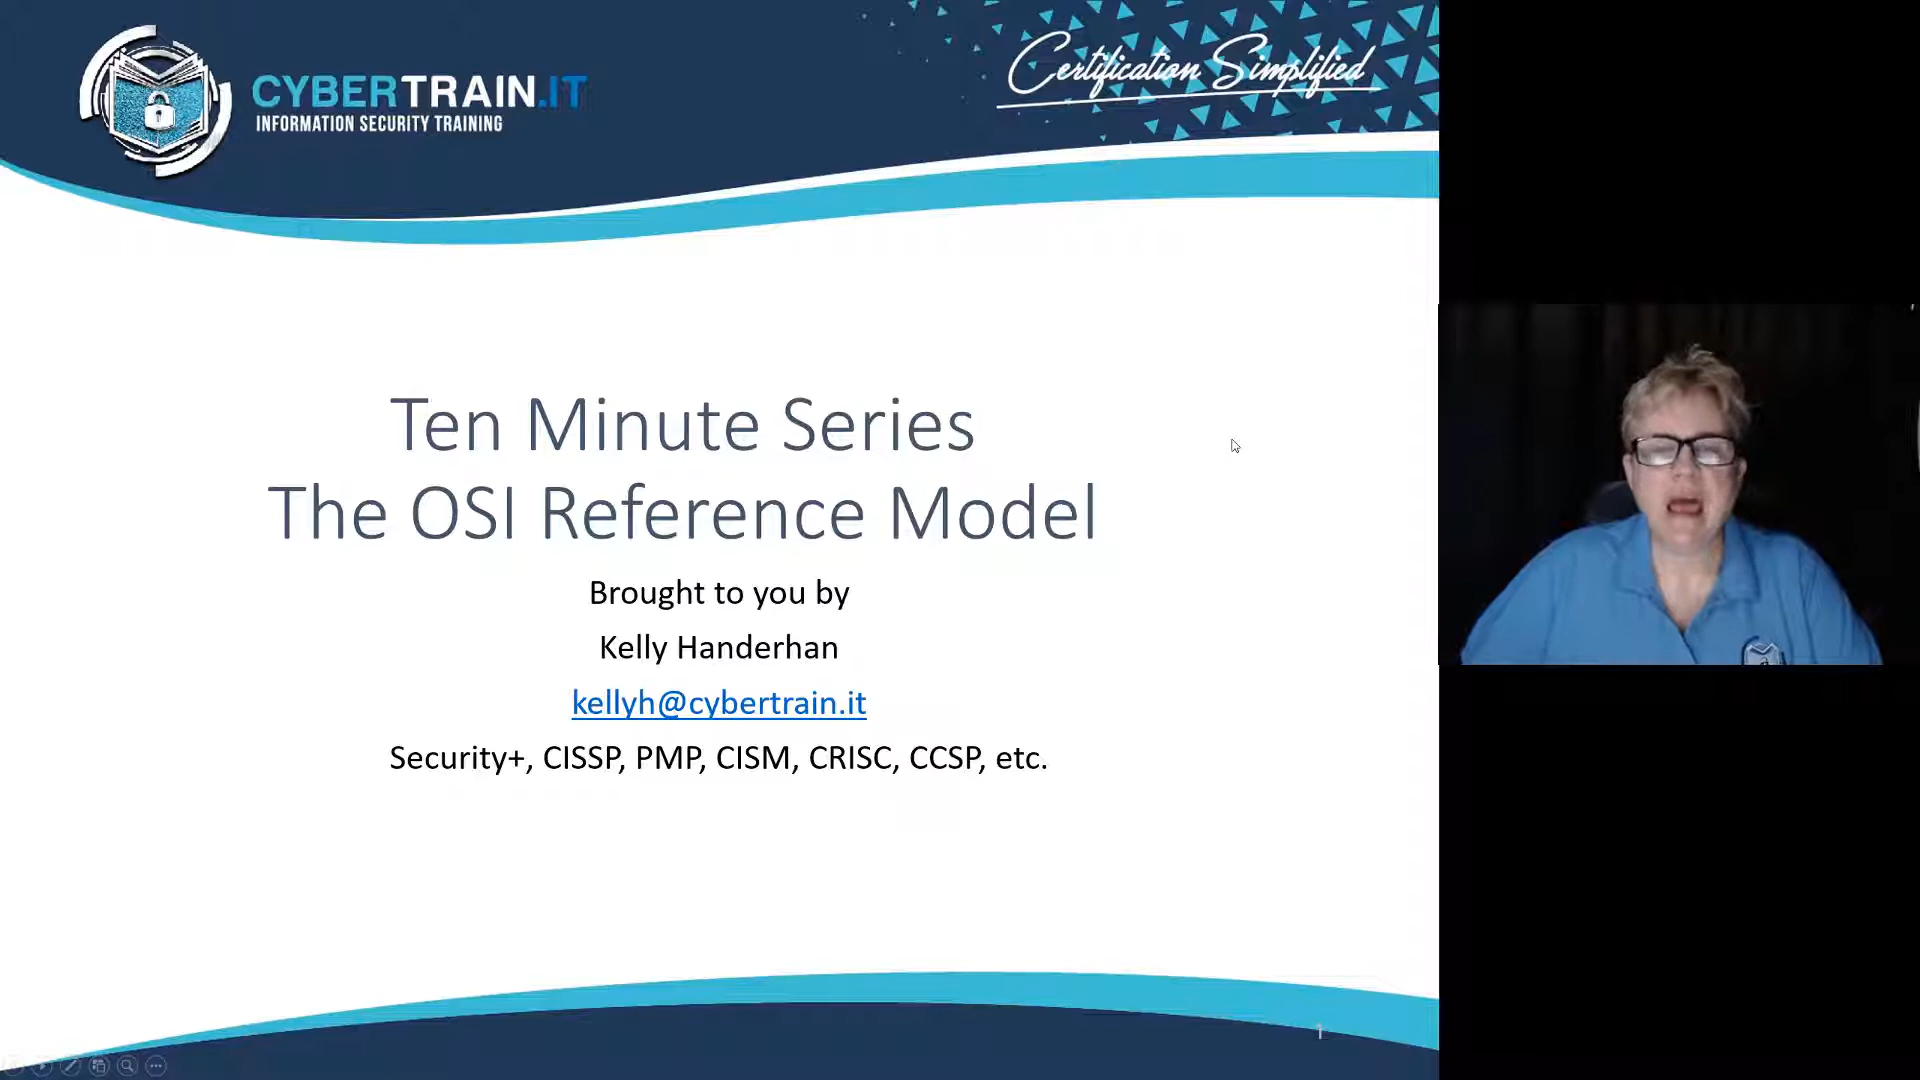 CYBERTRAIN.IT
INFORMATION SECURITY TRAINING
Certification Simplified
Ten Minute Series
The OSI Reference Model
Brought to you by
Kelly Handerhan
kellyh@cybertrain.it
Security+, CISSP, PMP, CISM, CRISC, CCSP, etc.
1